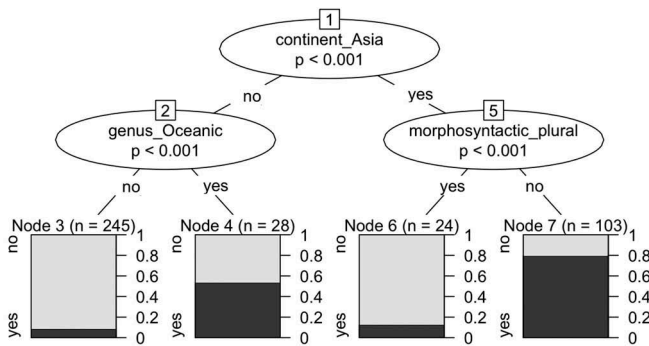 1
continent_Asia
p < 0.001
no
yes
2
genus_Oceanic
p < 0.001
5
morphosyntactic_plural
p < 0.001
no
yes
yes
no
Node 3 (n = 245)
no
yes
1
0.8
0.6
0.4
0.2
0
Node 4 (n = 28)
no
yes
1
0.8
0.6
0.4
0.2
0
Node 6 (n = 24)
no
yes
1
0.8
0.6
0.4
0.2
0
Node 7 (n = 103)
no
yes
1
0.8
0.6
0.4
0.2
0